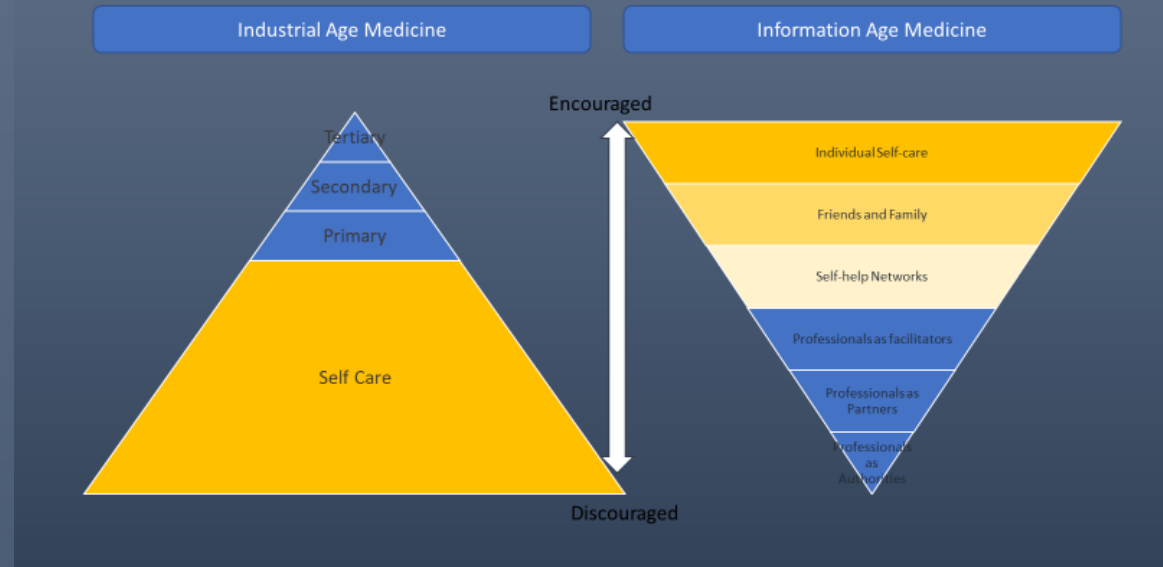 Industrial Age Medicine
Information Age Medicine
Encouraged
Tertiary
Secondary
Primary
Self Care
Individual Self-care
Friends and Family
Self-help Networks
Professionals as facilitators
Professionals as
Partners
Professionals
as
Authorities
Discouraged